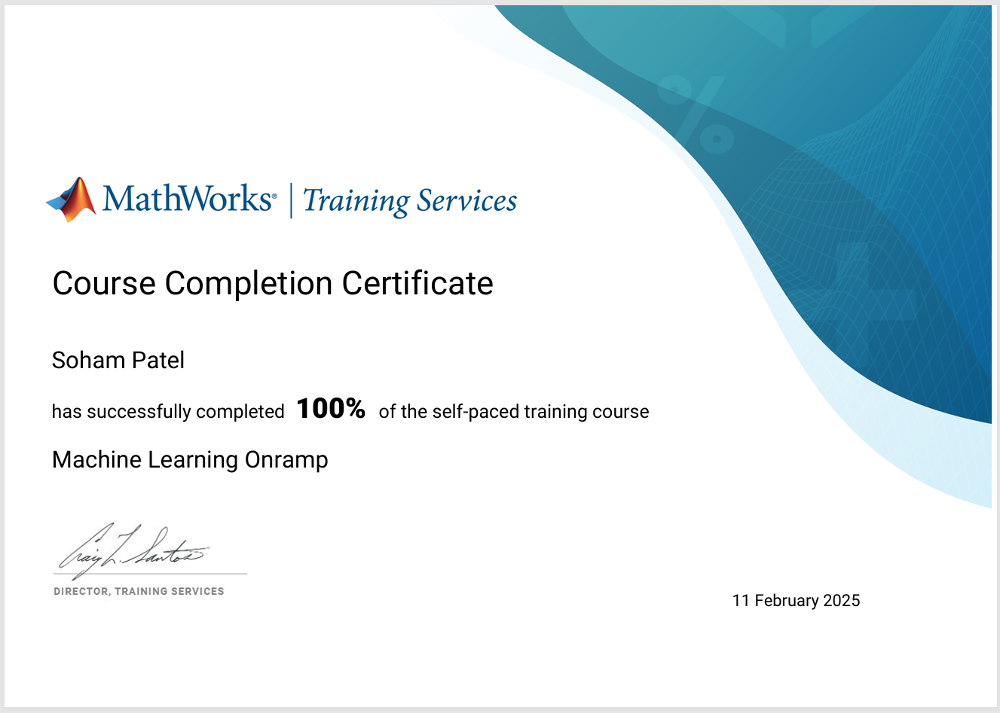 MathWorks® | Training Services
Course Completion Certificate
Soham Patel
has successfully completed 100% of the self-paced training course
Machine Learning Onramp
Craig L. Santos
DIRECTOR, TRAINING SERVICES
11 February 2025